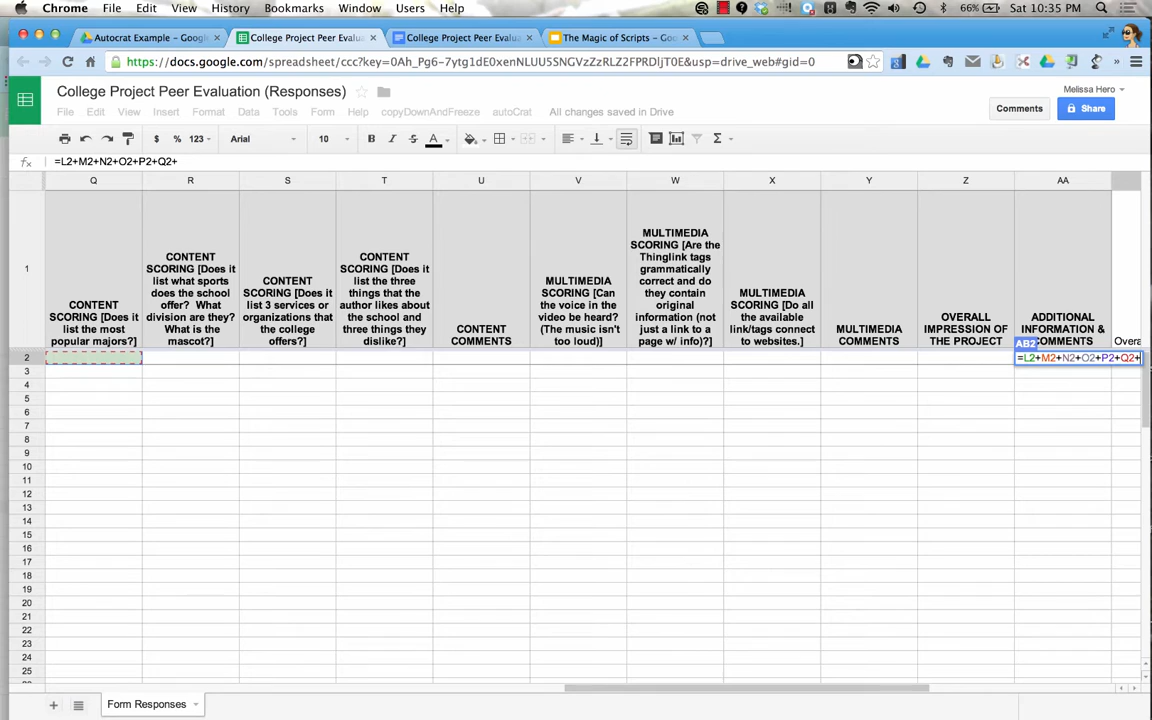 Chrome File Edit View History Bookmarks Window Users Help 66% Sat 10:35 PM
Autocrat Example – Google
College Project Peer Evalua
College Project Peer Evalua
The Magic of Scripts – Goo
https://docs.google.com/spreadsheet/ccc?key=0Ah_Pg6-7ytg1dE0xenNLUU5SNGVzZzRLZ2FPRDljT0E&usp=drive_web#gid=0
College Project Peer Evaluation (Responses)
Melissa Hero
File Edit View Insert Format Data Tools Form Help copyDownAndFreeze autoCrat All changes saved in Drive
Comments
Share
$ % 123 Arial 10 B I S A Σ
fx =L2+M2+N2+O2+P2+Q2+
Q R S T U V W X Y Z AA
1
CONTENT
SCORING [Does it
list the most
popular majors?]
CONTENT
SCORING [Does it
list what sports
does the school
offer? What
division are they?
What is the
mascot?]
CONTENT
SCORING [Does it
list 3 services or
organizations that
the college
offers?]
CONTENT
SCORING [Does it
list the three
things that the
author likes about
the school and
three things they
dislike?]
CONTENT
COMMENTS
MULTIMEDIA
SCORING [Can
the voice in the
video be heard?
(The music isn't
too loud)]
MULTIMEDIA
SCORING [Are the
Thinglink tags
grammatically
correct and do
they contain
original
information (not
just a link to a
page w/ info)?]
MULTIMEDIA
SCORING [Do all
the available
link/tags connect
to websites.]
MULTIMEDIA
COMMENTS
OVERALL
IMPRESSION OF
THE PROJECT
ADDITIONAL
INFORMATION &
COMMENTS
Overa
AB2
2 =L2+M2+N2+O2+P2+Q2+
3
4
5
6
7
8
9
10
11
12
13
14
15
16
17
18
19
20
21
22
23
24
25
Form Responses